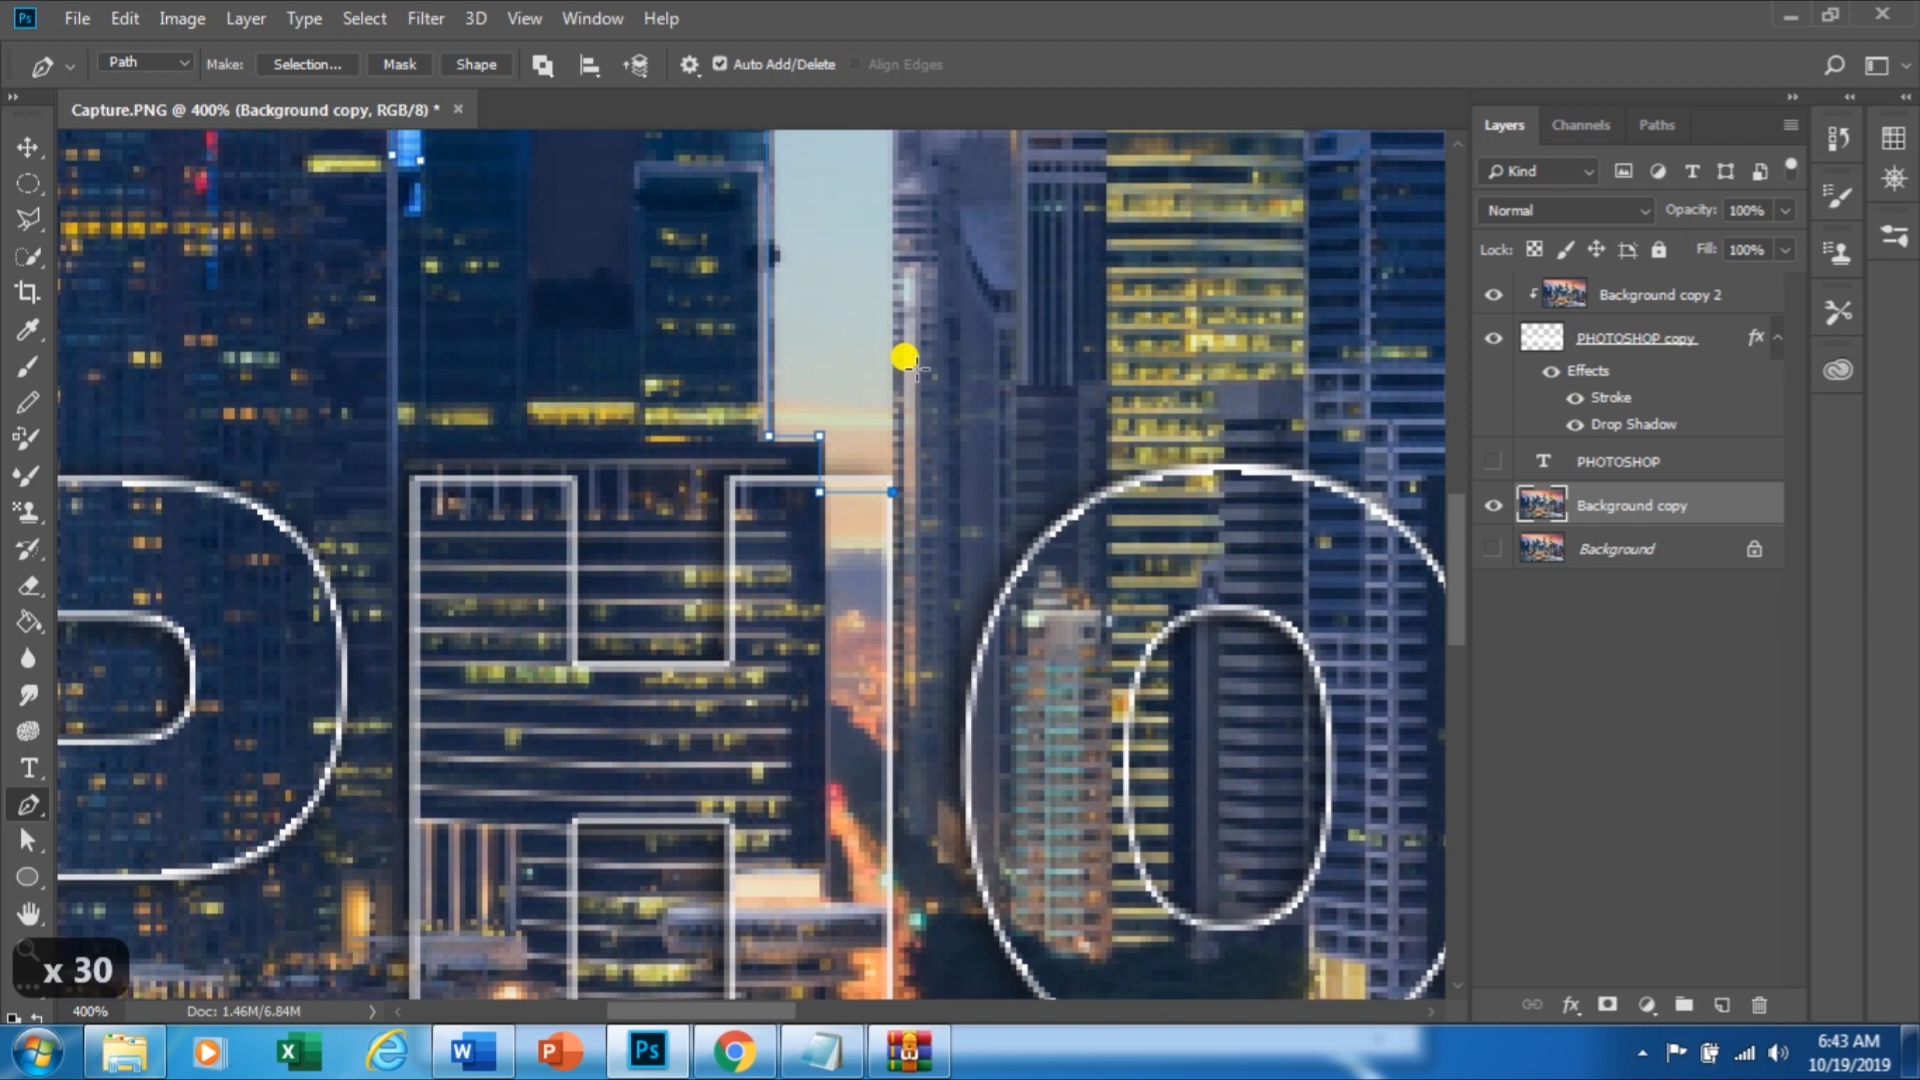 Ps File Edit Image Layer Type Select Filter 3D View Window Help
Path Make: Selection... Mask Shape Auto Add/Delete Align Edges
Capture.PNG @ 400% (Background copy, RGB/8) *
Layers Channels Paths
Kind
Normal Opacity: 100%
Lock: Fill: 100%
Background copy 2
PHOTOSHOP copy fx
Effects
Stroke
Drop Shadow
T PHOTOSHOP
Background copy
Background
x 30
400% Doc: 1.46M/6.84M
fx
W P Ps
6:43 AM
10/19/2019